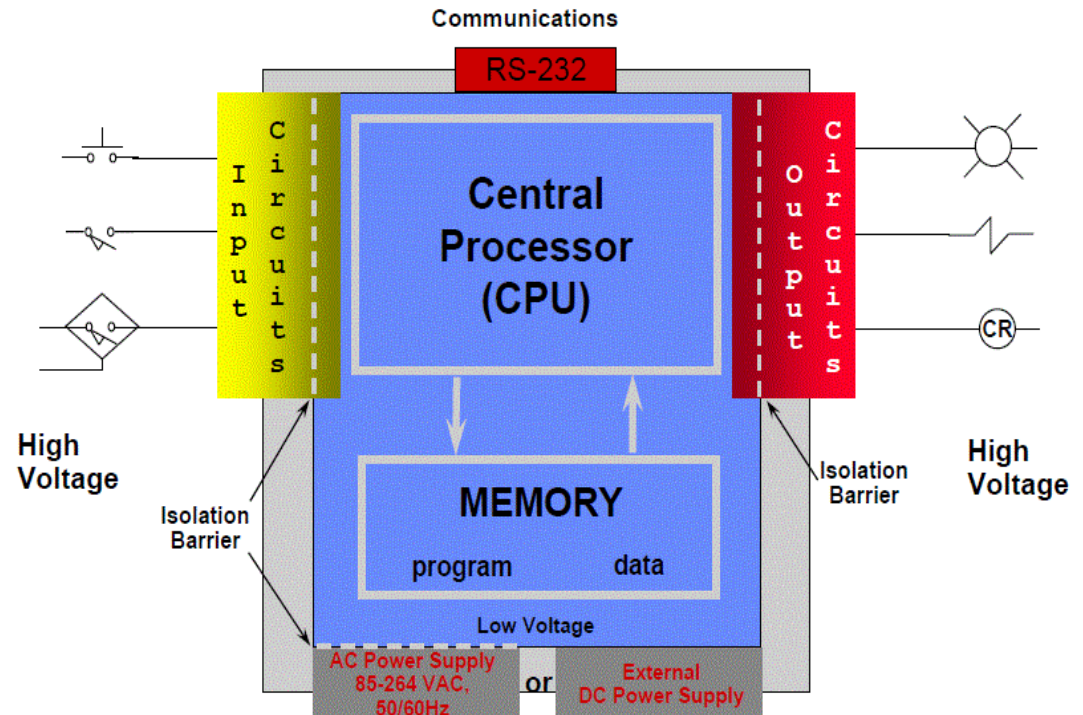 Communications
RS-232
Input
Circuits
Central
Processor
(CPU)
Output
Circuits
CR
High
Voltage
High
Voltage
Isolation
Barrier
Isolation
Barrier
MEMORY
program data
Low Voltage
AC Power Supply
85-264 VAC,
50/60Hz
or
External
DC Power Supply